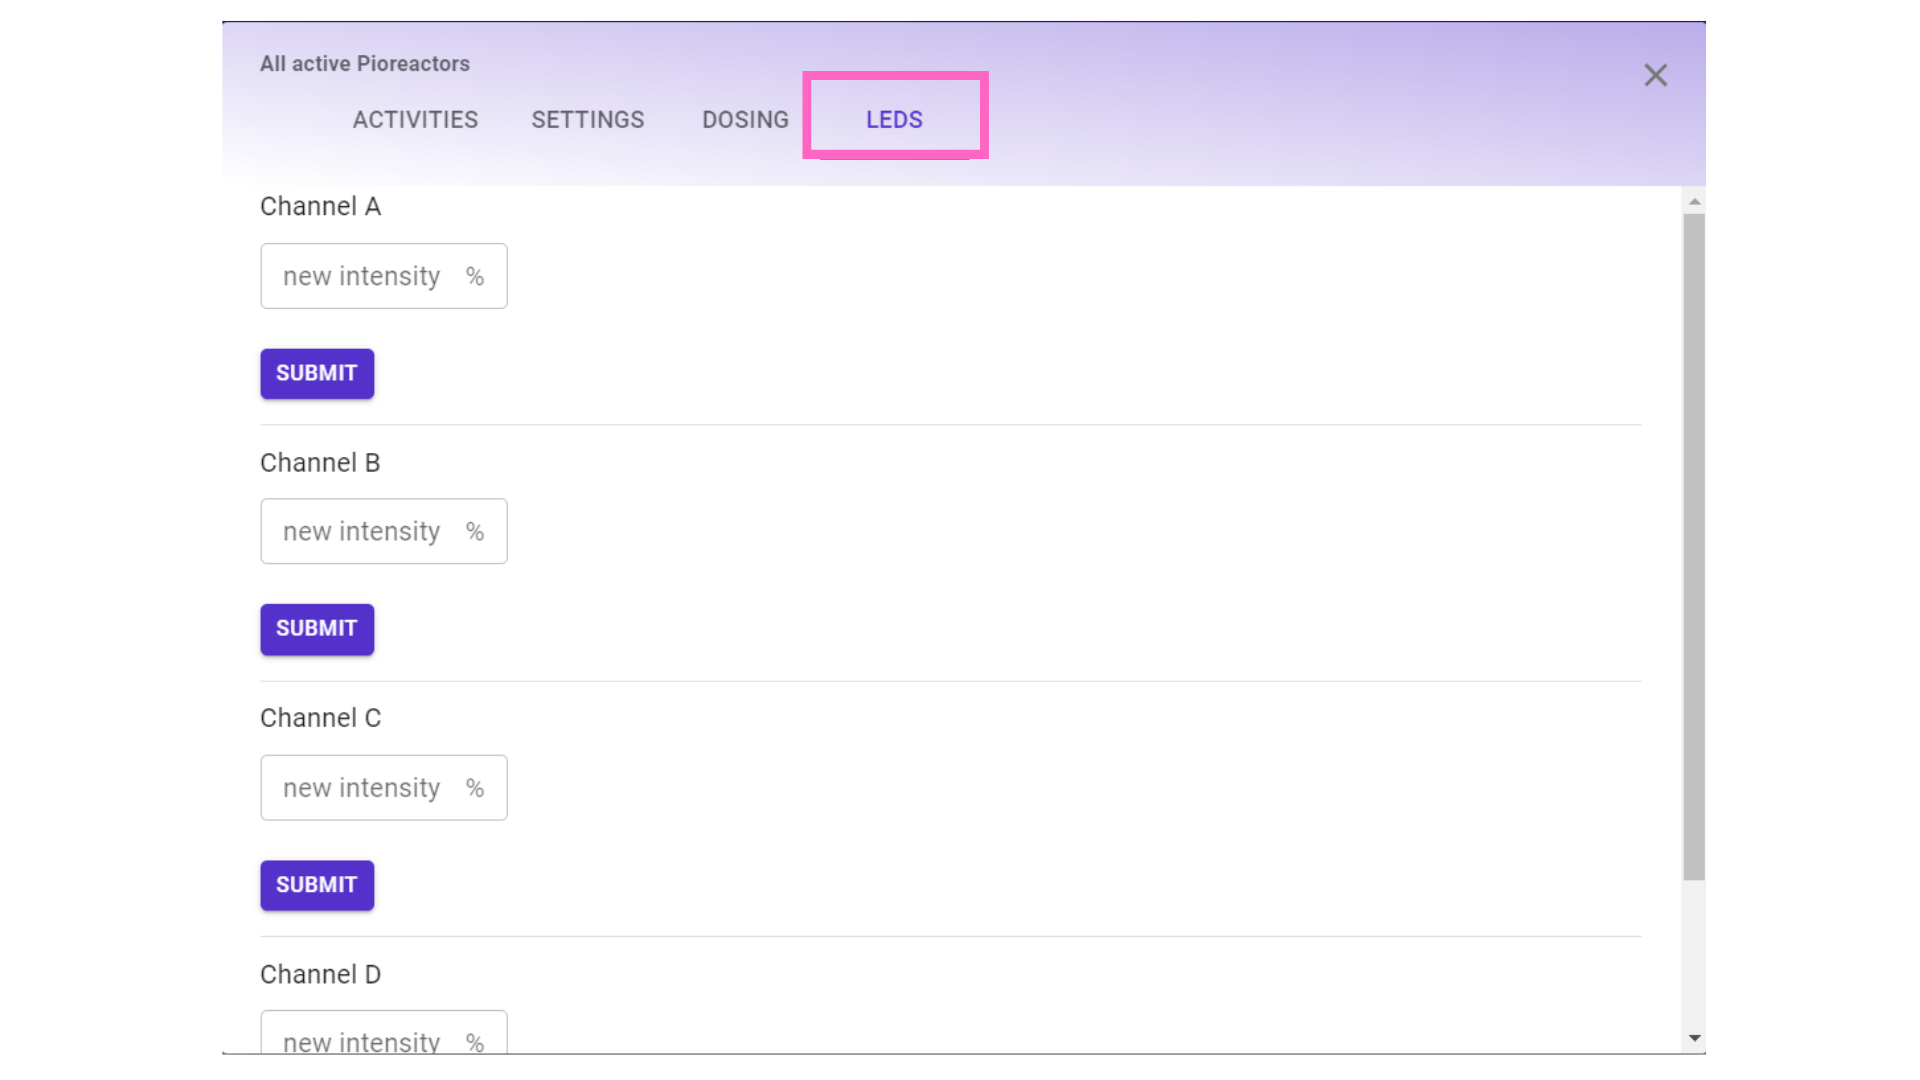 All active Pioreactors
ACTIVITIES SETTINGS DOSING LEDS
Channel A
new intensity %
SUBMIT
Channel B
new intensity %
SUBMIT
Channel C
new intensity %
SUBMIT
Channel D
new intensity %